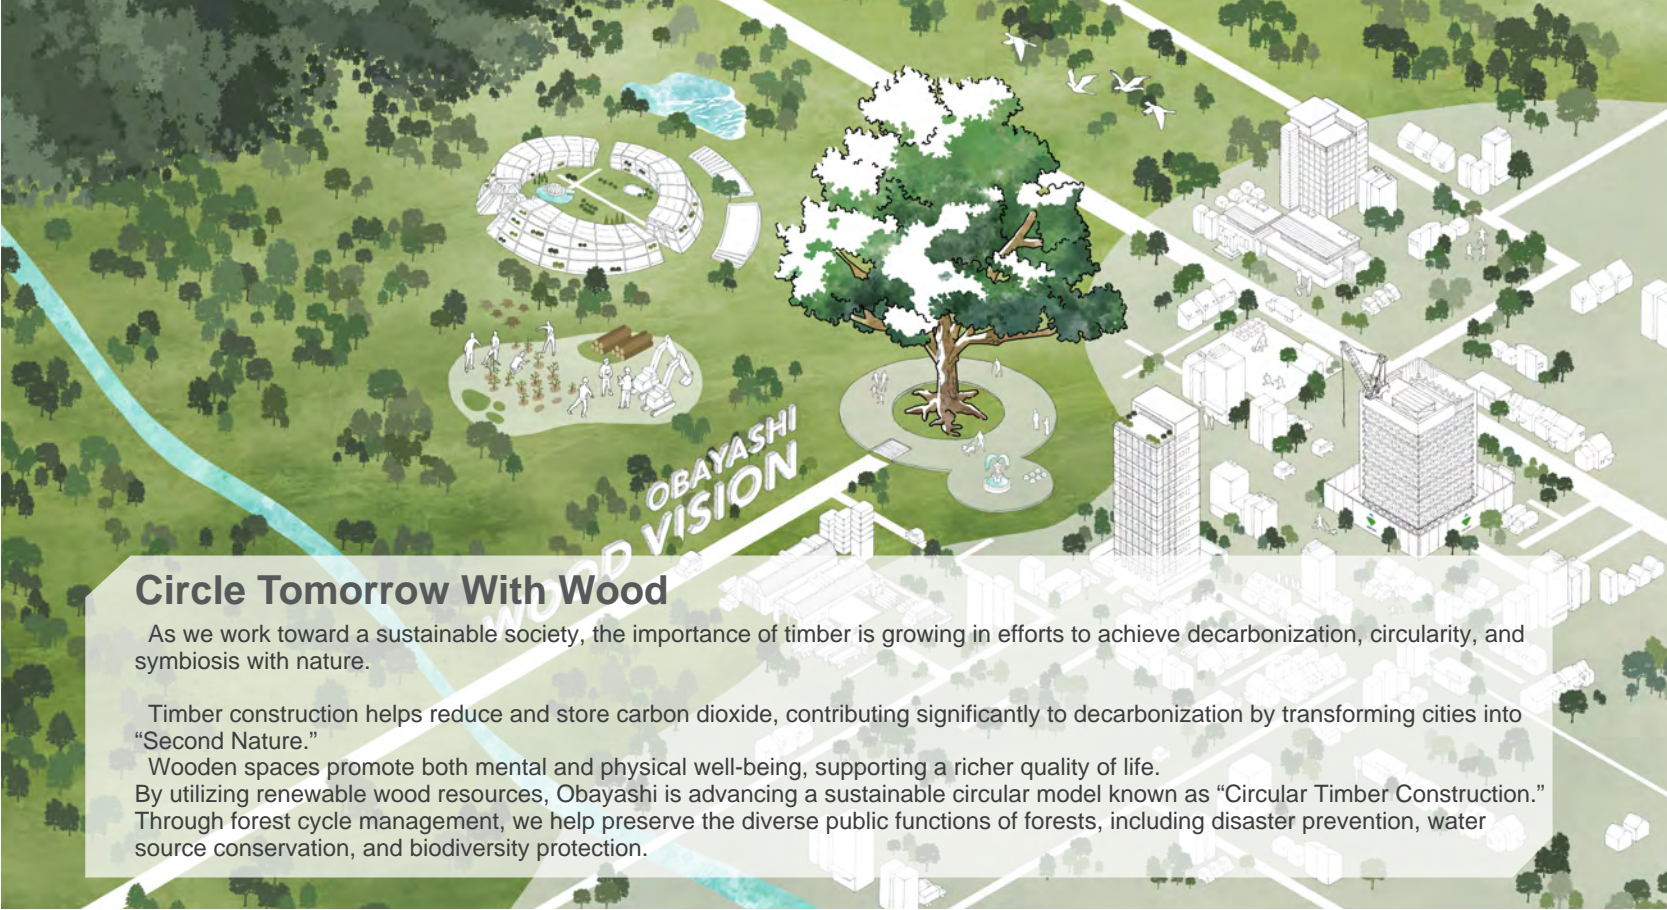 OBAYASHI
WOOD VISION
Circle Tomorrow With Wood
As we work toward a sustainable society, the importance of timber is growing in efforts to achieve decarbonization, circularity, and
symbiosis with nature.
Timber construction helps reduce and store carbon dioxide, contributing significantly to decarbonization by transforming cities into
“Second Nature.”
Wooden spaces promote both mental and physical well-being, supporting a richer quality of life.
By utilizing renewable wood resources, Obayashi is advancing a sustainable circular model known as “Circular Timber Construction.”
Through forest cycle management, we help preserve the diverse public functions of forests, including disaster prevention, water
source conservation, and biodiversity protection.